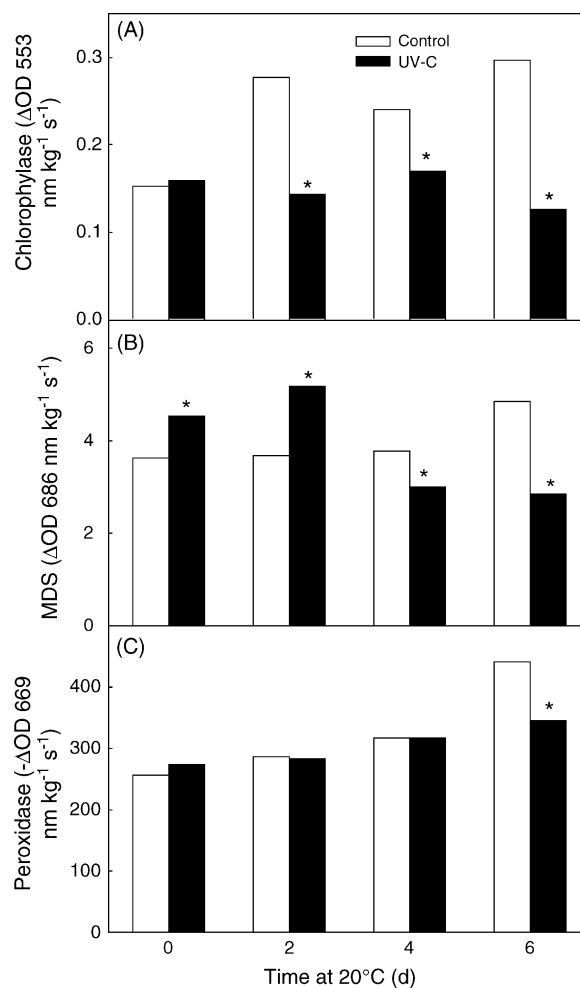 (A)
Control
UV-C
Chlorophylase (ΔOD 553
nm kg⁻¹ s⁻¹)
0.3
0.2
0.1
0.0
*
*
*
(B)
MDS (ΔOD 686 nm kg⁻¹ s⁻¹)
6
4
2
0
*
*
*
*
(C)
Peroxidase (-ΔOD 669
nm kg⁻¹ s⁻¹)
400
300
200
100
0
*
0 2 4 6
Time at 20°C (d)